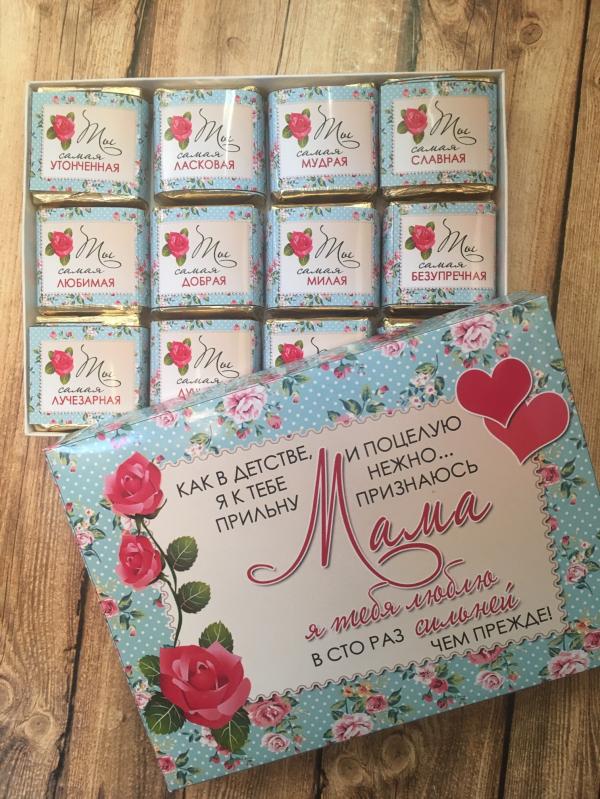 Ты
самая
УТОНЧЕННАЯ
Ты
самая
ЛАСКОВАЯ
Ты
самая
МУДРАЯ
Ты
самая
СЛАВНАЯ
Ты
самая
ЛЮБИМАЯ
Ты
самая
ДОБРАЯ
Ты
самая
МИЛАЯ
Ты
самая
БЕЗУПРЕЧНАЯ
Ты
самая
ЛУЧЕЗАРНАЯ
Ты
самая
КАК В ДЕТСТВЕ,
Я К ТЕБЕ
ПРИЛЬНУ
И ПОЦЕЛУЮ
НЕЖНО...
ПРИЗНАЮСЬ
Мама
я тебя люблю
В СТО РАЗ сильней
ЧЕМ ПРЕЖДЕ!